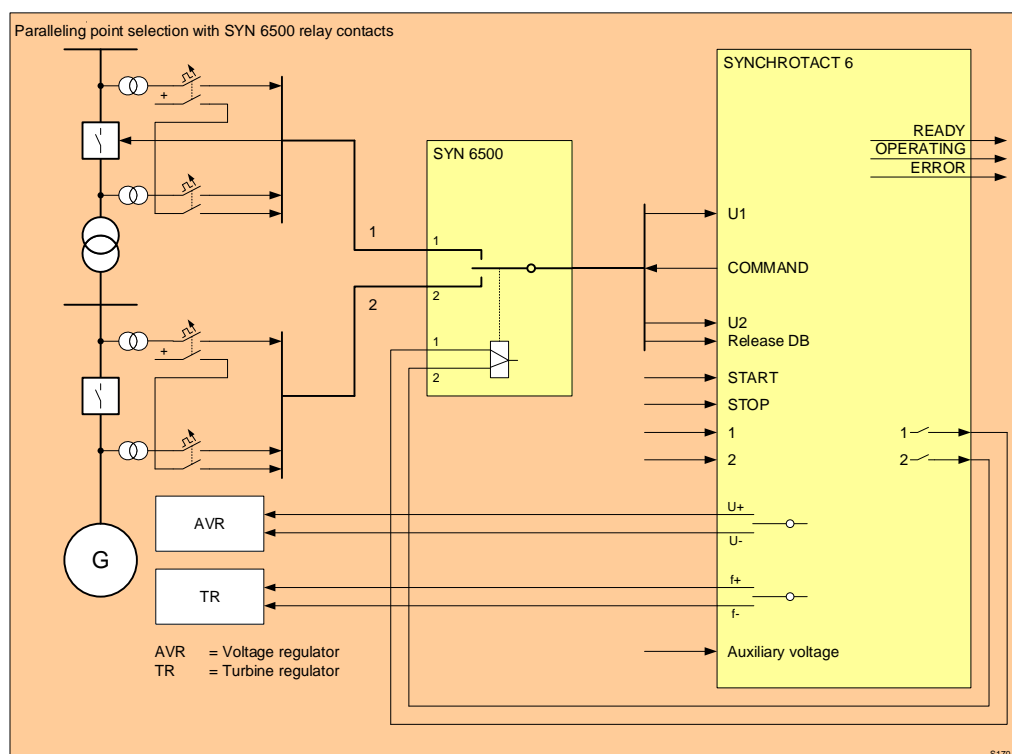 Paralleling point selection with SYN 6500 relay contacts
SYNCHROTACT 6
+
READY
OPERATING
ERROR
SYN 6500
U1
1
1
COMMAND
2
2
U2
Release DB
+
1
2
START
STOP
1
1
2
2
AVR
U+
U-
G
TR
f+
f-
AVR = Voltage regulator
TR = Turbine regulator
Auxiliary voltage